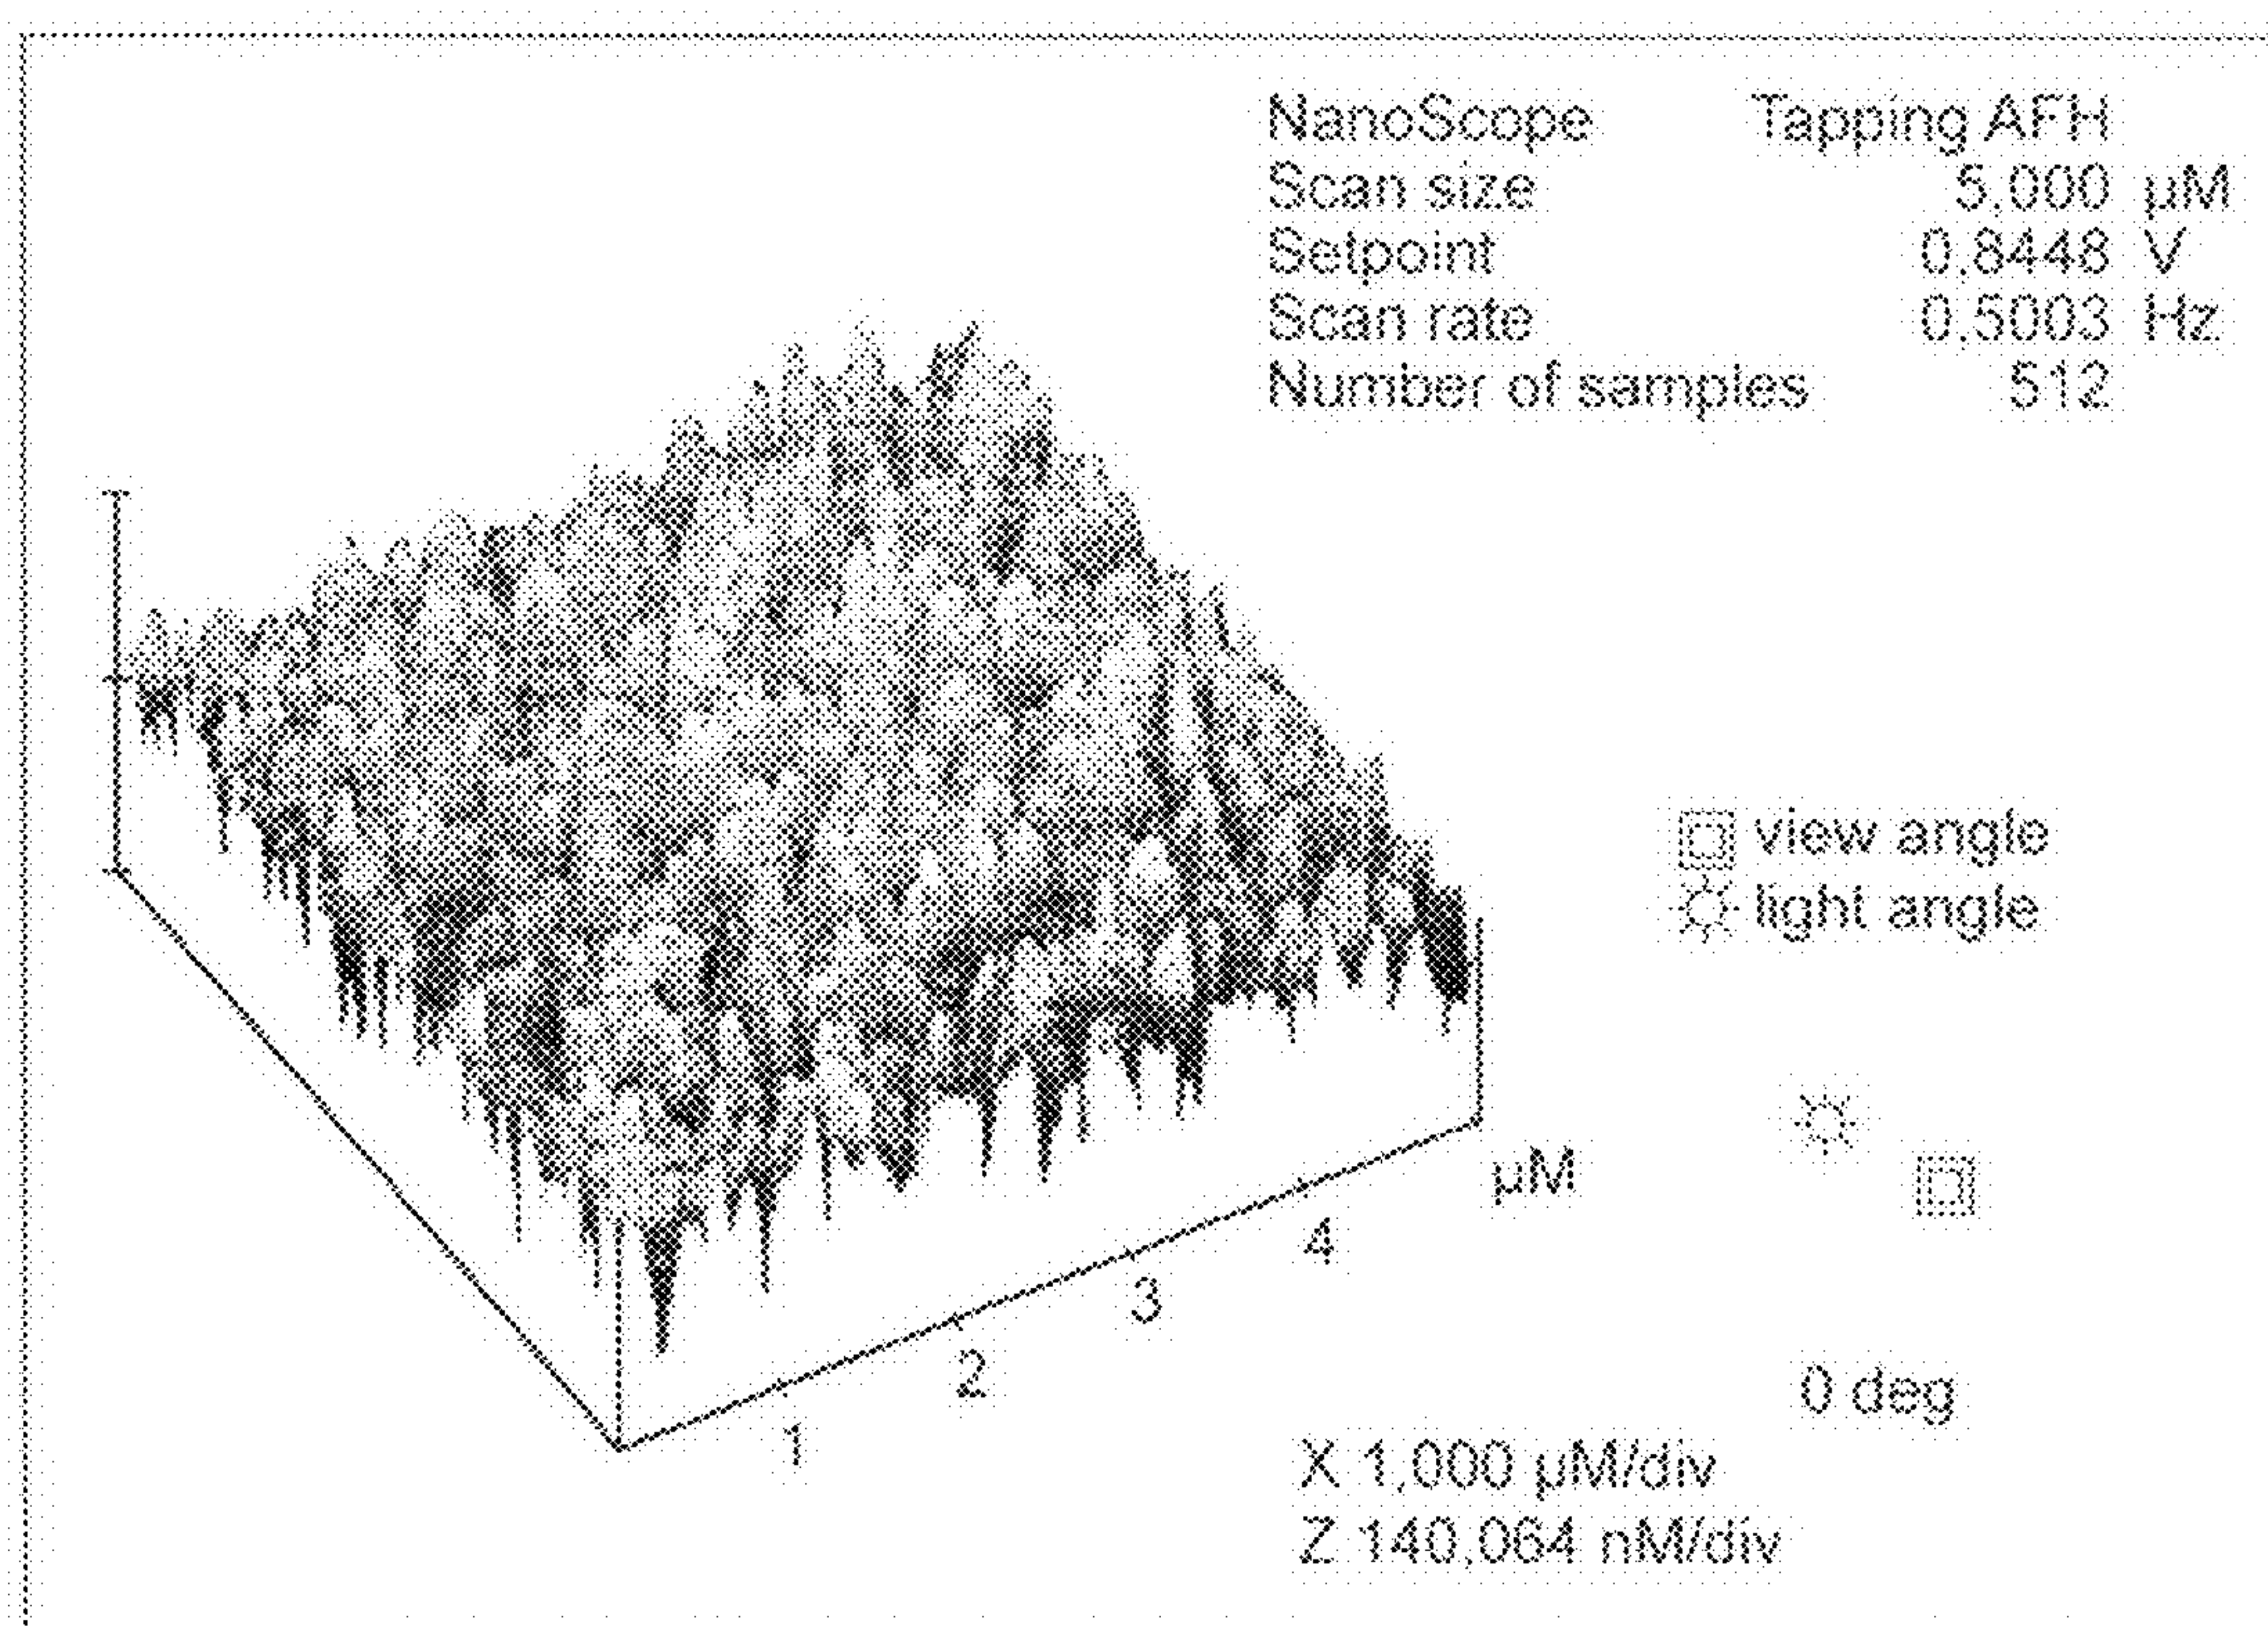 NanoScope Tapping AFH
Scan size 5,000 µM
Setpoint 0,8448 V
Scan rate 0,5003 Hz
Number of samples 512
view angle
light angle
µM
4
3
2
1
0 deg
X 1,000 µM/div
Z 140,064 nM/div